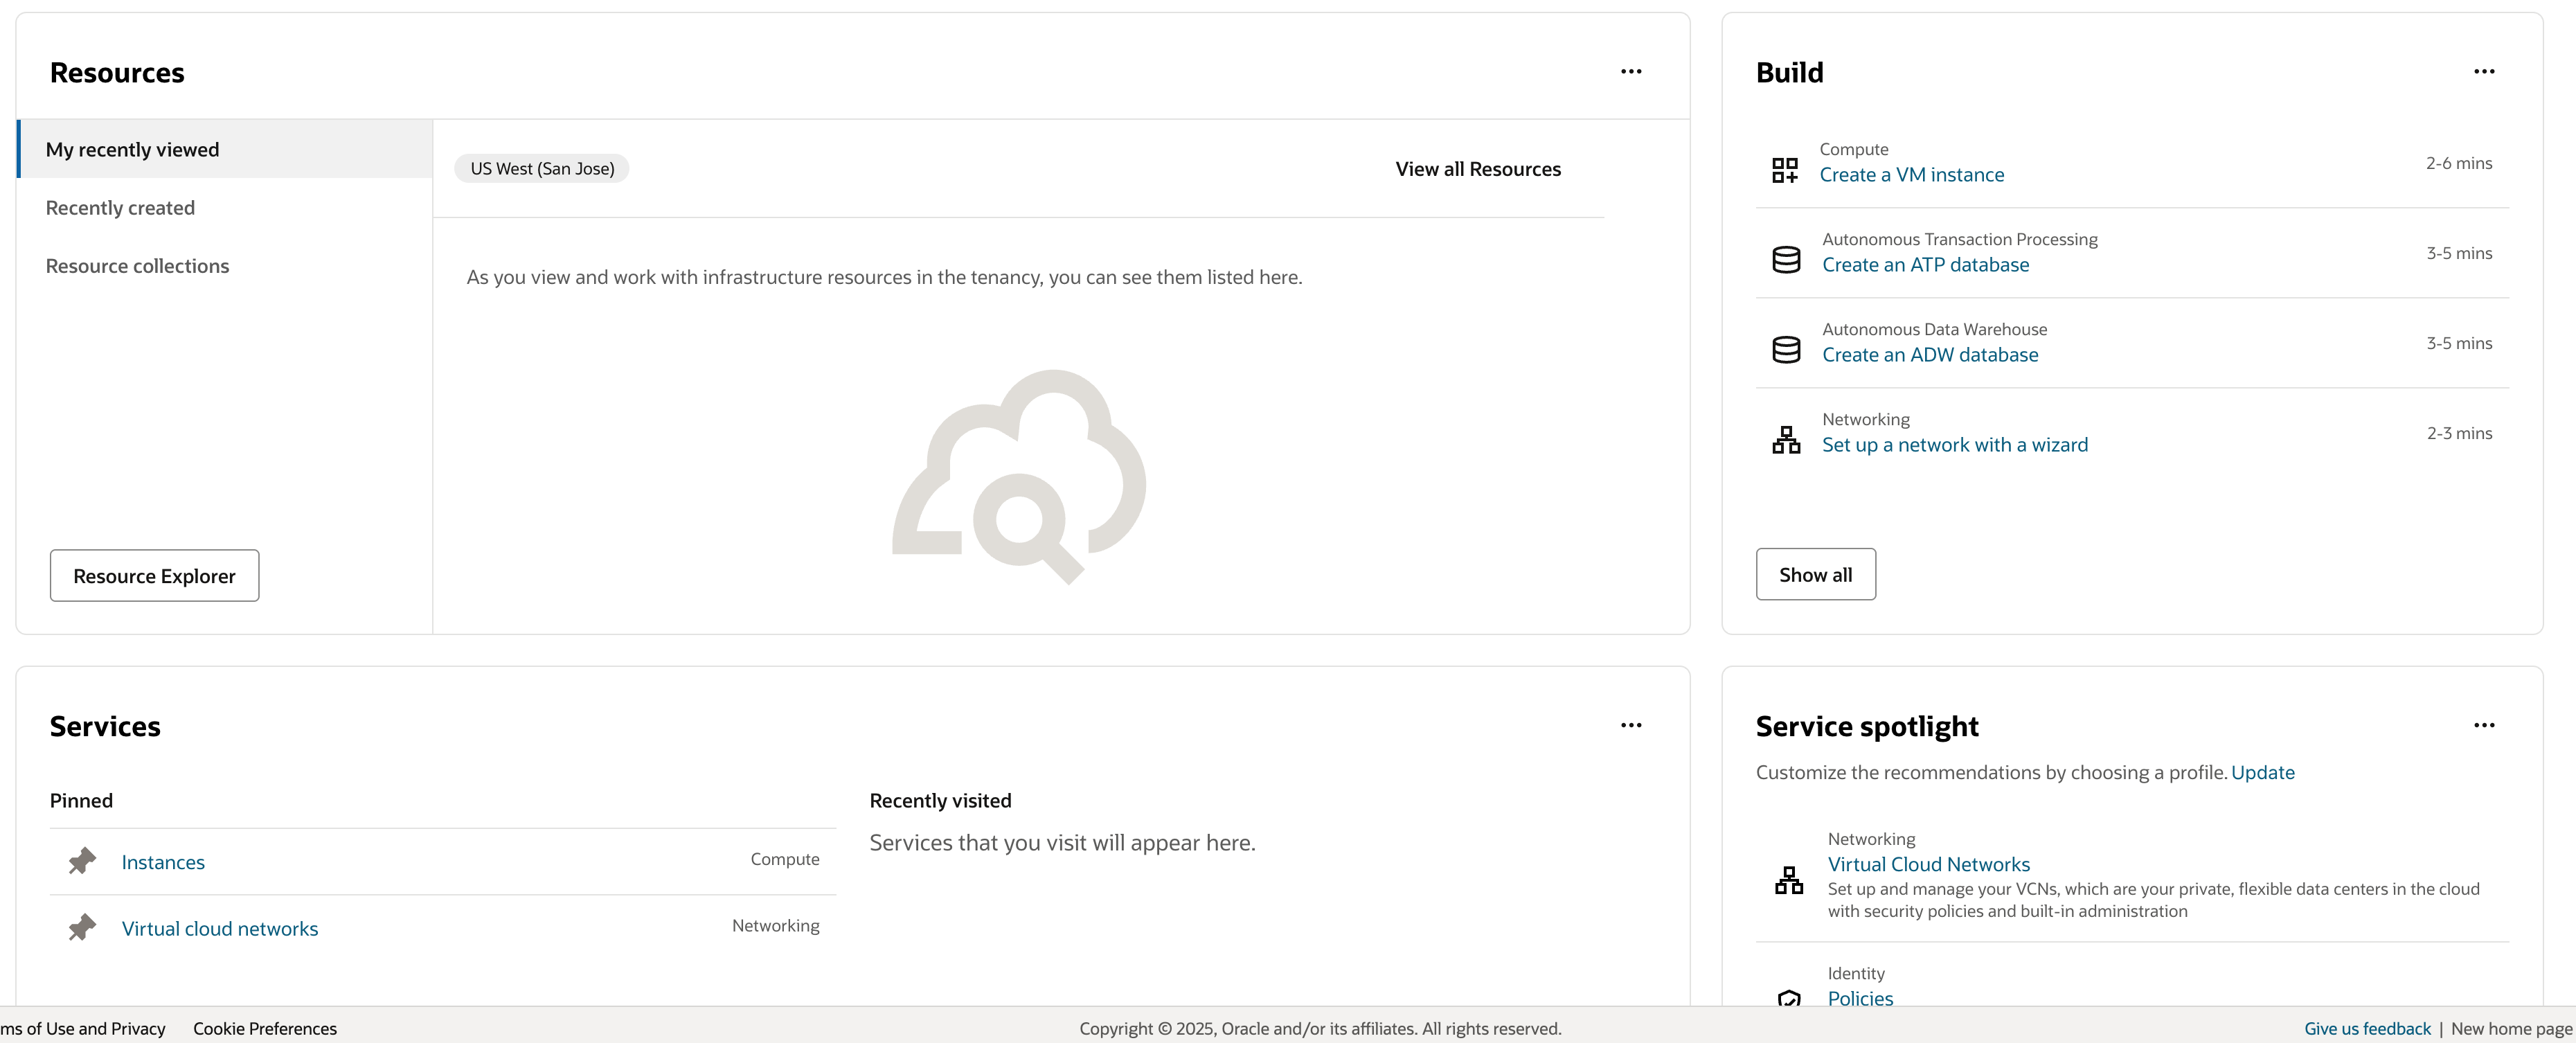 Resources
My recently viewed
Recently created
Resource collections
Resource Explorer
US West (San Jose)
View all Resources
As you view and work with infrastructure resources in the tenancy, you can see them listed here.
Build
Compute
Create a VM instance
2-6 mins
Autonomous Transaction Processing
Create an ATP database
3-5 mins
Autonomous Data Warehouse
Create an ADW database
3-5 mins
Networking
Set up a network with a wizard
2-3 mins
Show all
Services
Pinned
Instances
Compute
Virtual cloud networks
Networking
Recently visited
Services that you visit will appear here.
Service spotlight
Customize the recommendations by choosing a profile. Update
Networking
Virtual Cloud Networks
Set up and manage your VCNs, which are your private, flexible data centers in the cloud
with security policies and built-in administration
Identity
Policies
ms of Use and Privacy
Cookie Preferences
Copyright © 2025, Oracle and/or its affiliates. All rights reserved.
Give us feedback | New home page